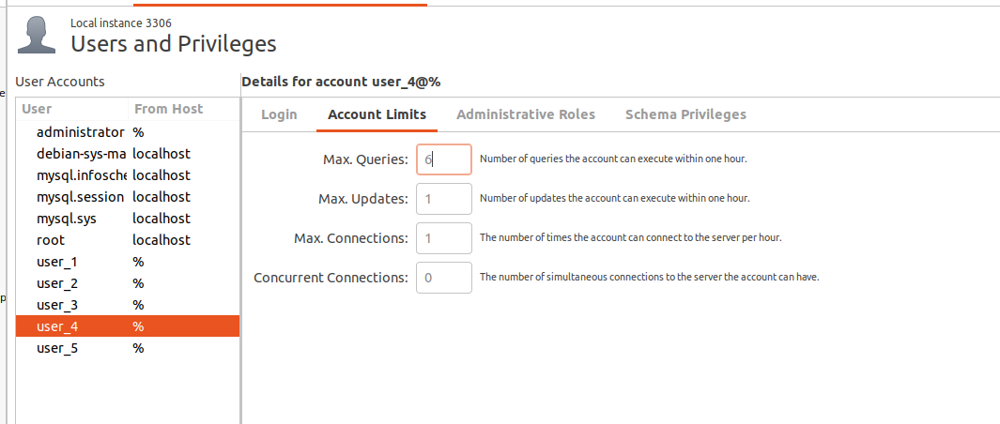 Local instance 3306
Users and Privileges
User Accounts
User From Host
administrator %
debian-sys-ma localhost
mysql.infosche localhost
mysql.session localhost
mysql.sys localhost
root localhost
user_1 %
user_2 %
user_3 %
user_4 %
user_5 %
Details for account user_4@%
Login Account Limits Administrative Roles Schema Privileges
Max. Queries: 6 Number of queries the account can execute within one hour.
Max. Updates: 1 Number of updates the account can execute within one hour.
Max. Connections: 1 The number of times the account can connect to the server per hour.
Concurrent Connections: 0 The number of simultaneous connections to the server the account can have.